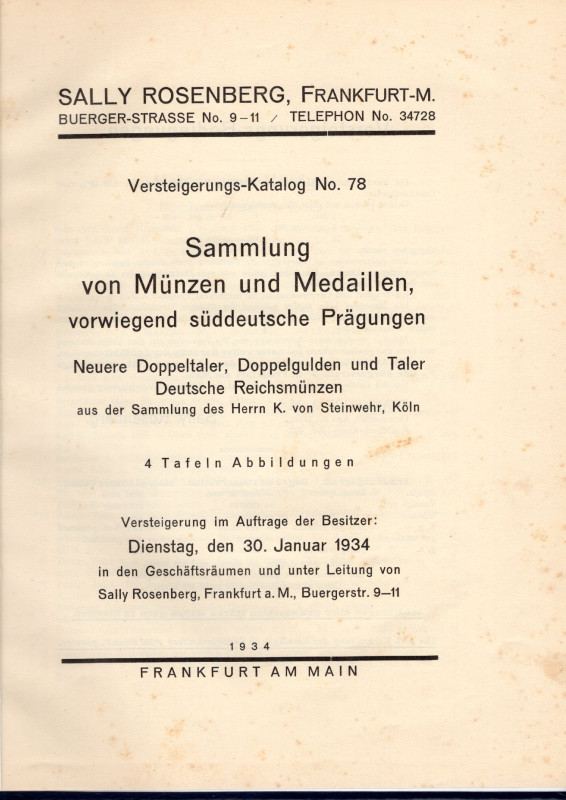 SALLY ROSENBERG, FRANKFURT-M.
BUERGER-STRASSE No. 9-11 / TELEPHON No. 34728
Versteigerungs-Katalog No. 78
Sammlung
von Münzen und Medaillen,
vorwiegend süddeutsche Prägungen
Neuere Doppeltaler, Doppelgulden und Taler
Deutsche Reichsmünzen
aus der Sammlung des Herrn K. von Steinwehr, Köln
4 Tafeln Abbildungen
Versteigerung im Auftrage der Besitzer:
Dienstag, den 30. Januar 1934
in den Geschäftsräumen und unter Leitung von
Sally Rosenberg, Frankfurt a. M., Buergerstr. 9—11
1934
FRANKFURT AM MAIN